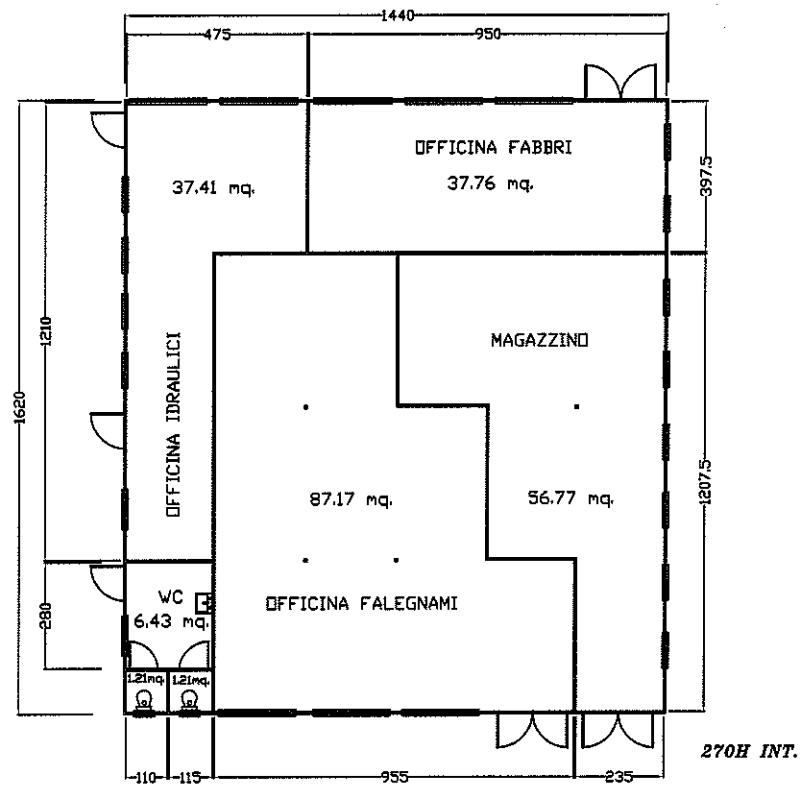 1440
475
950
OFFICINA FABBRI
37.41 mq.
37.76 mq.
397.5
1210
1620
OFFICINA IDRAULICI
MAGAZZINO
87.17 mq.
56.77 mq.
1207.5
WC
6.43 mq.
OFFICINA FALEGNAMI
280
1.21mq.
1.21mq.
270H INT.
110
115
955
235